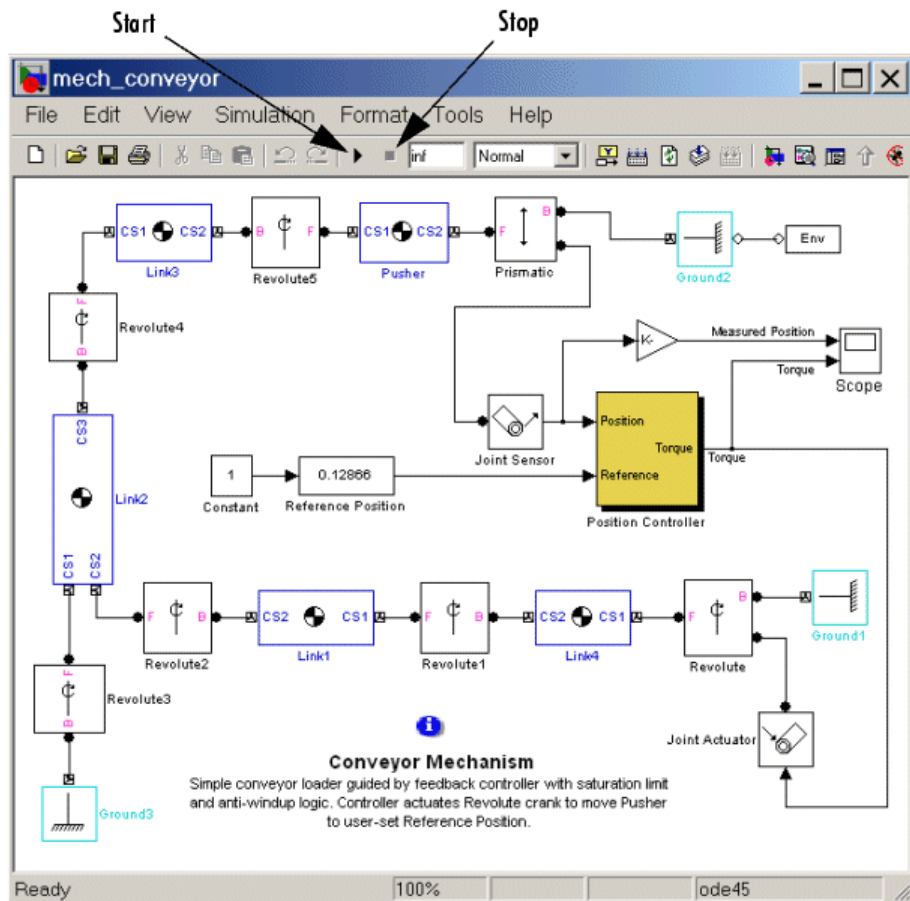 Start
Stop
mech_conveyor
File Edit View Simulation Format Tools Help
inf Normal
CS1 CS2
Link3
B F
Revolute5
CS1 CS2
Pusher
F B
Prismatic
Ground2
Env
F
B
Revolute4
K-
Measured Position
Torque
Scope
CS3
CS1
CS2
Link2
Joint Sensor
Position
Reference
Torque
Torque
Position Controller
1
Constant
0.12866
Reference Position
F B
Revolute2
CS2 CS1
Link1
F B
Revolute1
CS2 CS1
Link4
F B
Revolute
Ground1
F
B
Revolute3
Joint Actuator
Ground3
i
Conveyor Mechanism
Simple conveyor loader guided by feedback controller with saturation limit
and anti-windup logic. Controller actuates Revolute crank to move Pusher
to user-set Reference Position.
Ready 100% ode45